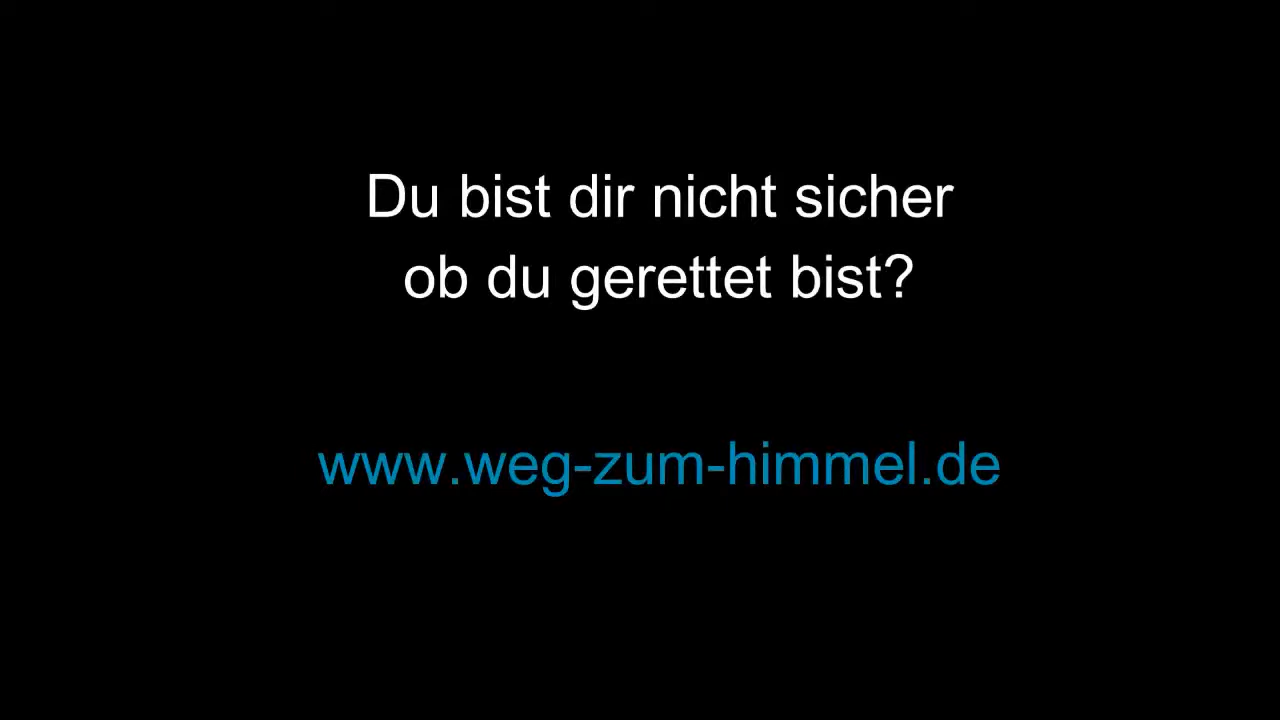 Du bist dir nicht sicher
ob du gerettet bist?
www.weg-zum-himmel.de